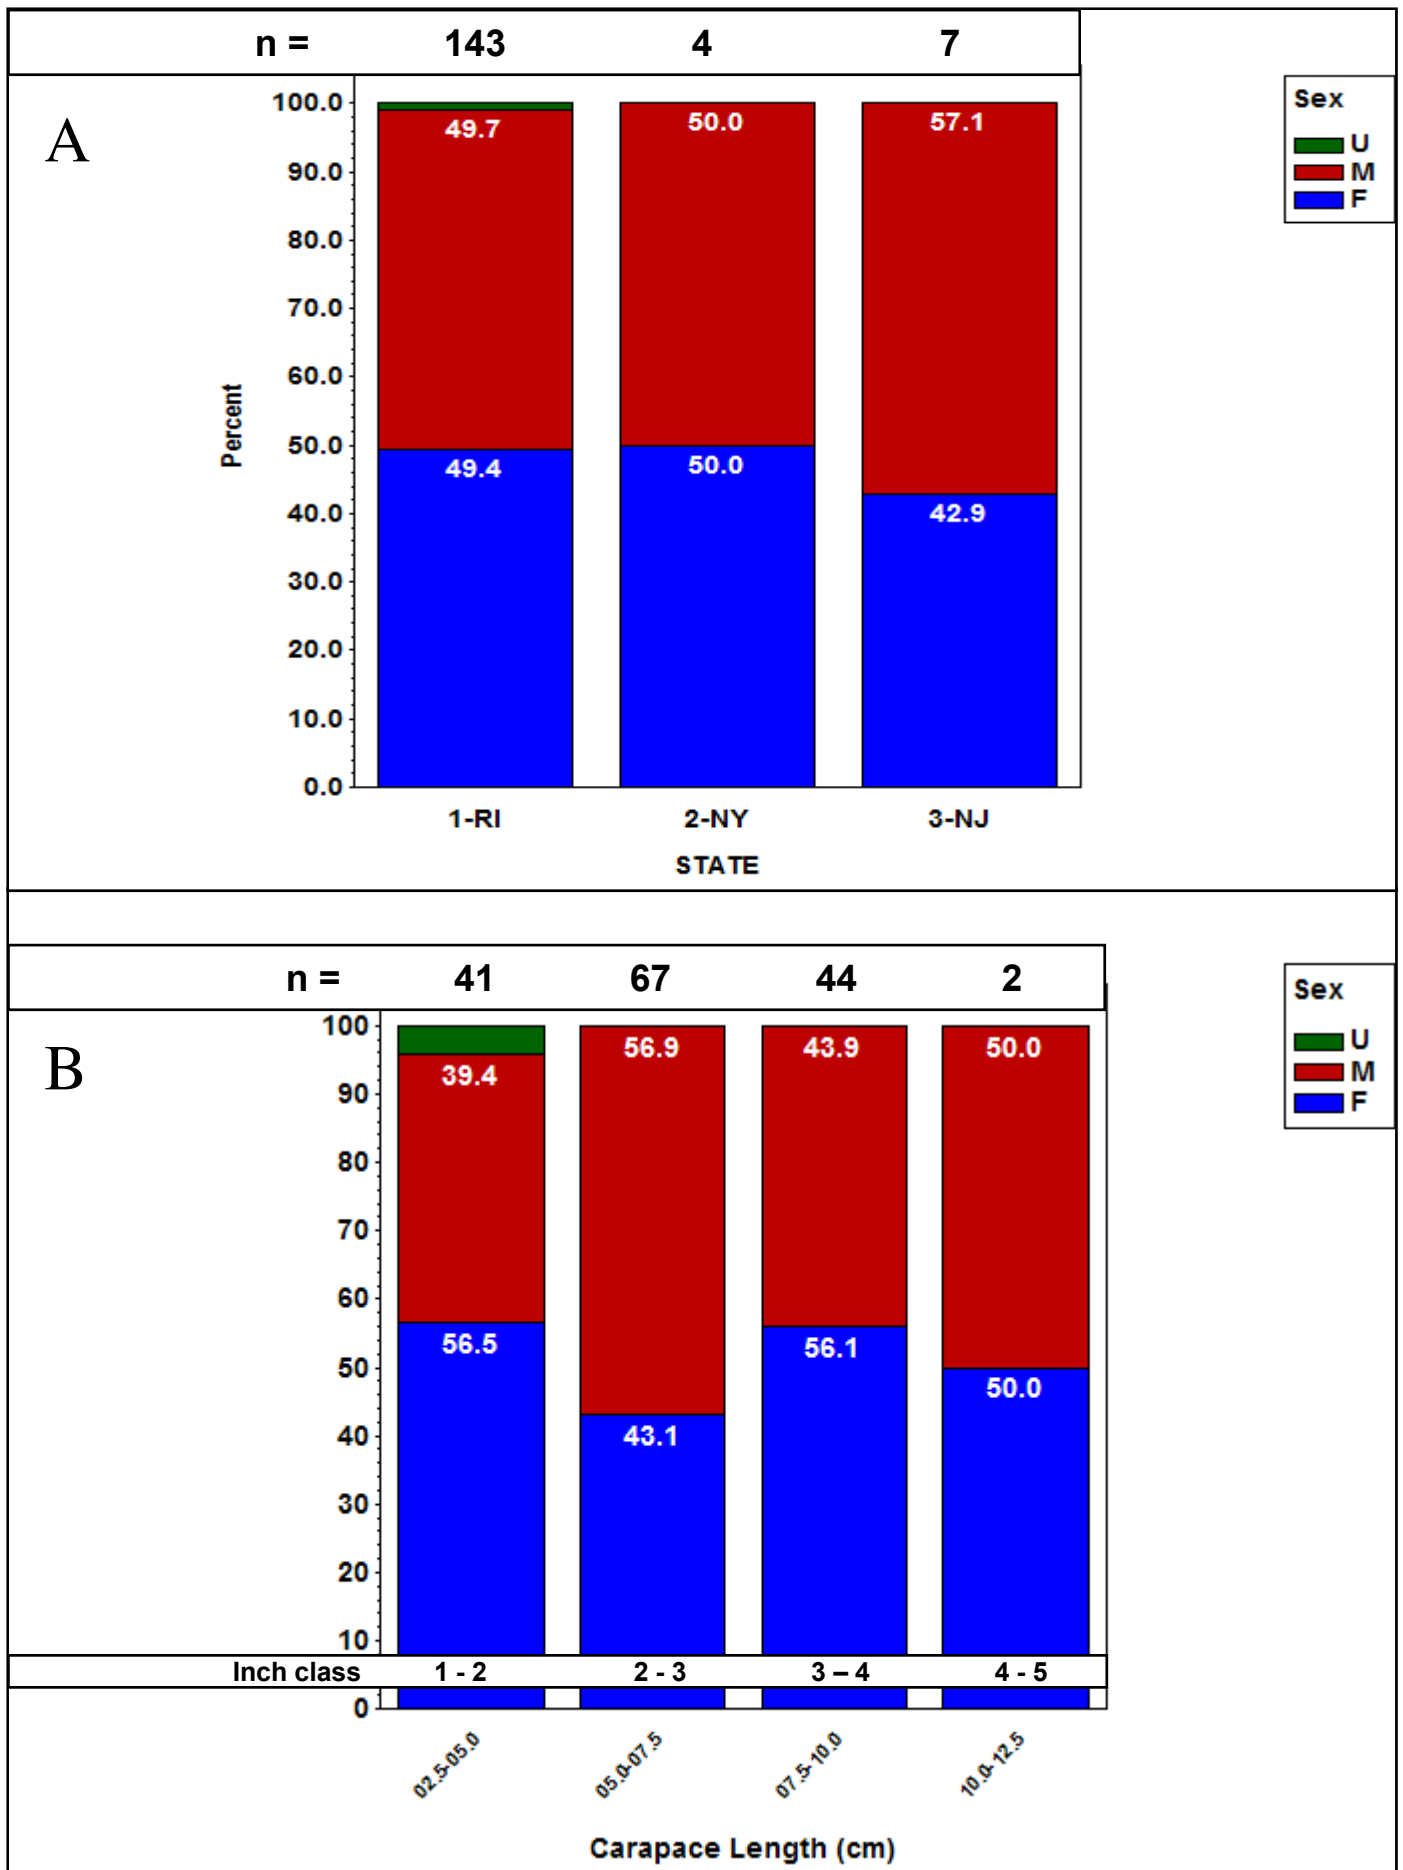 n = 143 4 7
A
Sex
U
M
F
100.0
90.0
80.0
70.0
60.0
50.0
40.0
30.0
20.0
10.0
0.0
Percent
49.7 50.0 57.1
49.4 50.0 42.9
1-RI 2-NY 3-NJ
STATE
n = 41 67 44 2
B
Sex
U
M
F
100
90
80
70
60
50
40
30
20
10
0
39.4 56.9 43.9 50.0
56.5 43.1 56.1 50.0
Inch class 1 - 2 2 - 3 3 – 4 4 - 5
02.5-05.0 05.0-07.5 07.5-10.0 10.0-12.5
Carapace Length (cm)